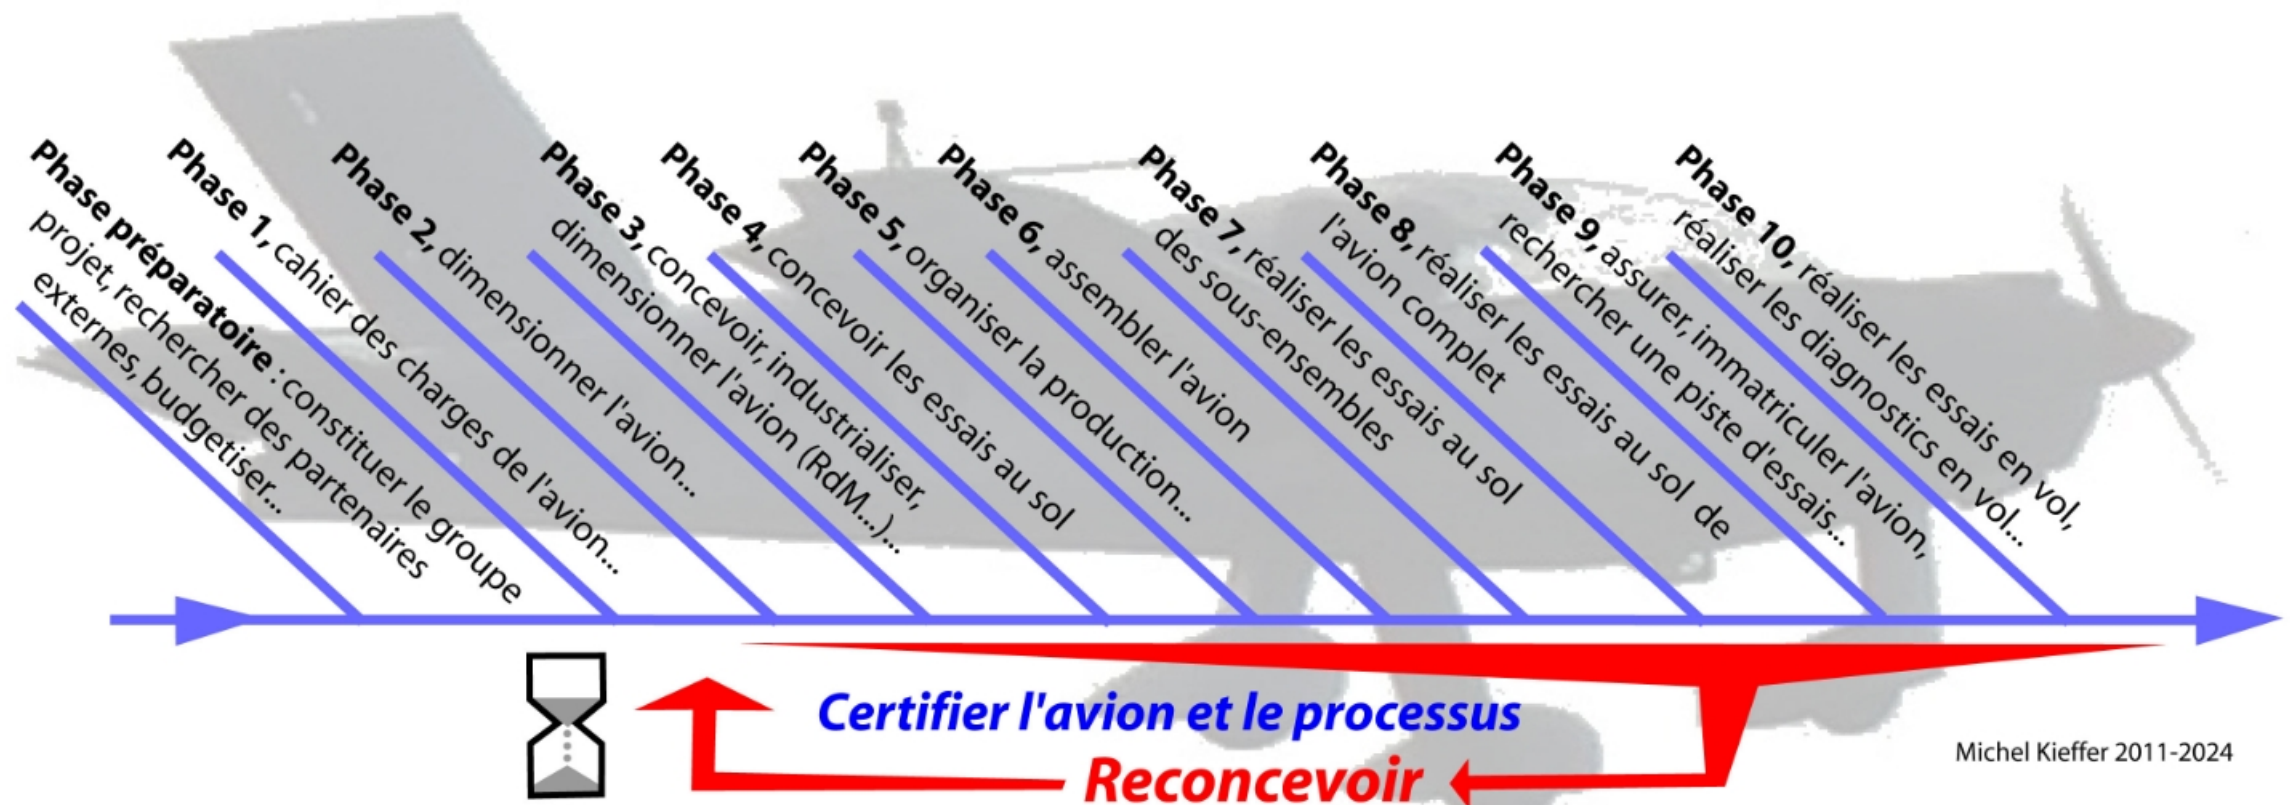 Phase préparatoire : constituer le groupe
projet, rechercher des partenaires
externes, budgetiser...
Phase 1, cahier des charges de l'avion...
Phase 2, dimensionner l'avion...
Phase 3, concevoir, industrialiser,
dimensionner l'avion (RdM...)...
Phase 4, concevoir les essais au sol
Phase 5, organiser la production...
Phase 6, assembler l'avion
Phase 7, réaliser les essais au sol
des sous-ensembles
Phase 8, réaliser les essais au sol de
l'avion complet
Phase 9, assurer, immatriculer l'avion,
rechercher une piste d'essais...
Phase 10, réaliser les essais en vol,
réaliser les diagnostics en vol...
Certifier l'avion et le processus
Reconcevoir
Michel Kieffer 2011-2024